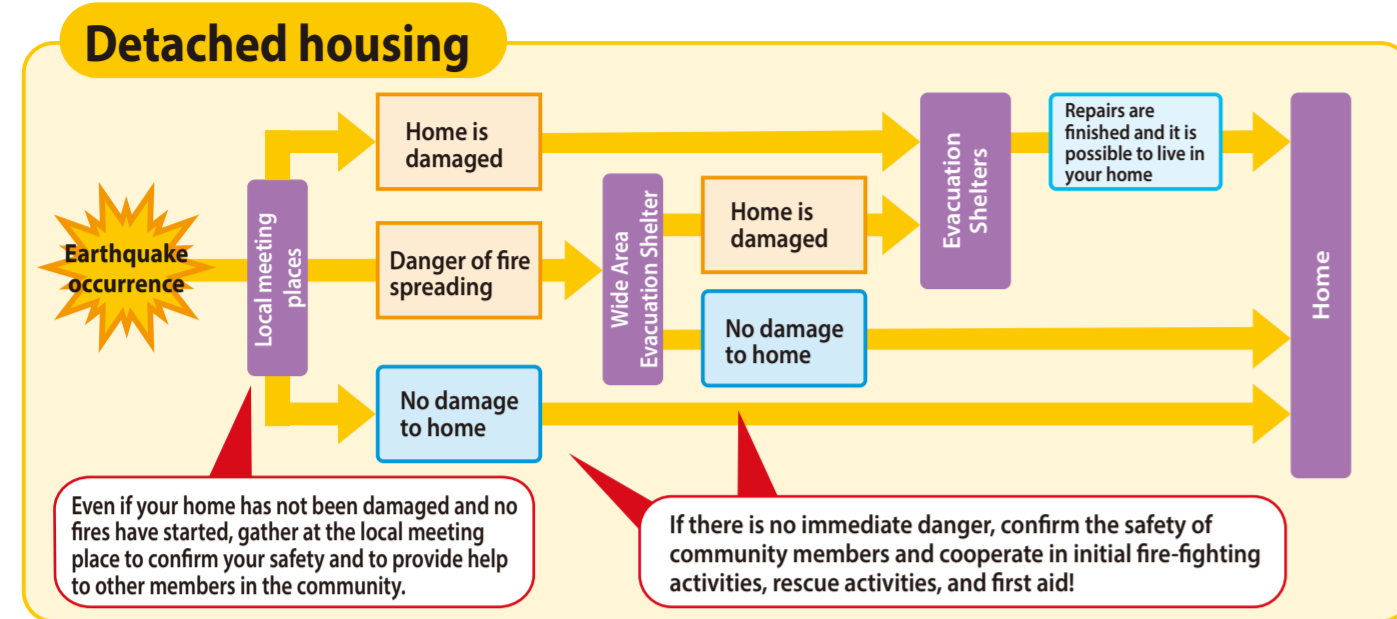 Detached housing
Earthquake
occurrence
Local meeting
places
Home is
damaged
Danger of fire
spreading
No damage
to home
Wide Area
Evacuation Shelter
Home is
damaged
No damage
to home
Evacuation
Shelters
Repairs are
finished and it is
possible to live in
your home
Home
Even if your home has not been damaged and no
fires have started, gather at the local meeting
place to confirm your safety and to provide help
to other members in the community.
If there is no immediate danger, confirm the safety of
community members and cooperate in initial fire-fighting
activities, rescue activities, and first aid!